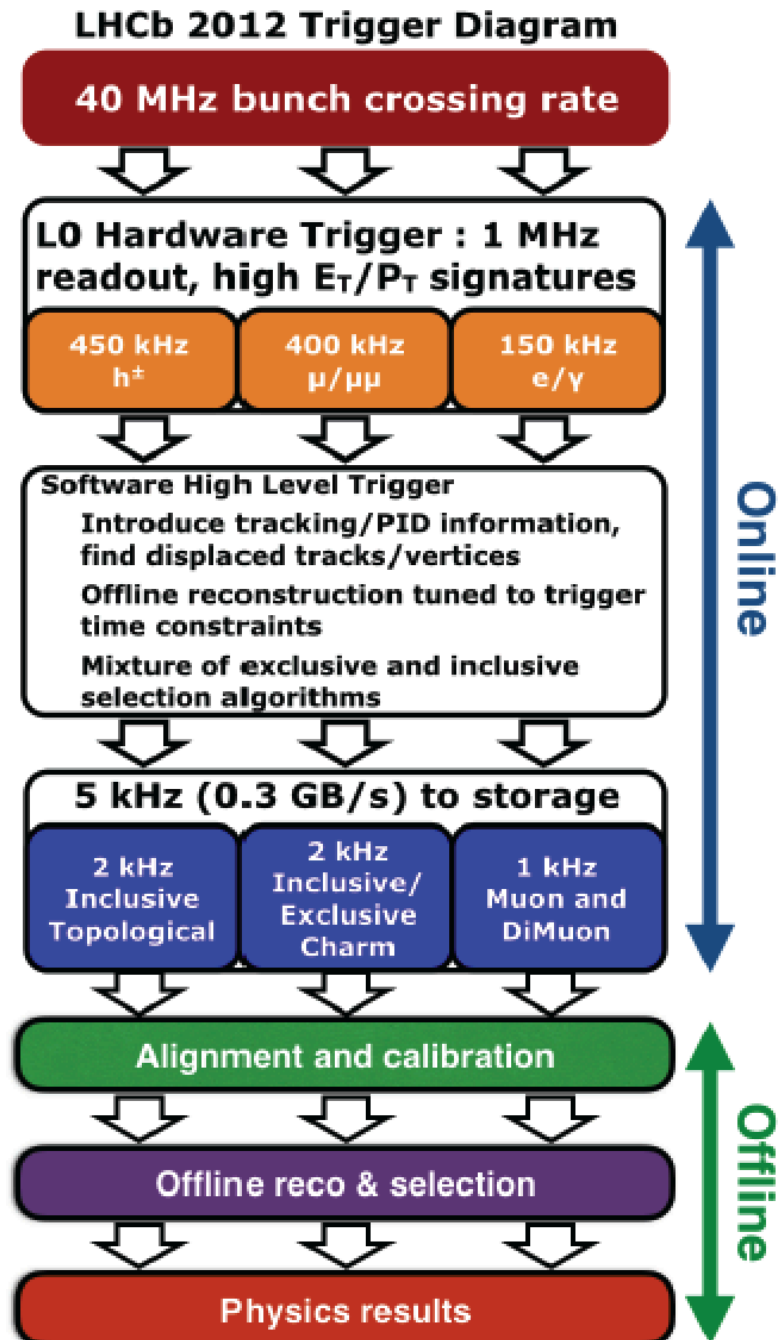 LHCb 2012 Trigger Diagram
40 MHz bunch crossing rate
L0 Hardware Trigger : 1 MHz
readout, high E_T/P_T signatures
450 kHz
h±
400 kHz
μ/μμ
150 kHz
e/γ
Software High Level Trigger
Introduce tracking/PID information,
find displaced tracks/vertices
Offline reconstruction tuned to trigger
time constraints
Mixture of exclusive and inclusive
selection algorithms
5 kHz (0.3 GB/s) to storage
2 kHz
Inclusive
Topological
2 kHz
Inclusive/
Exclusive
Charm
1 kHz
Muon and
DiMuon
Online
Alignment and calibration
Offline reco & selection
Physics results
Offline